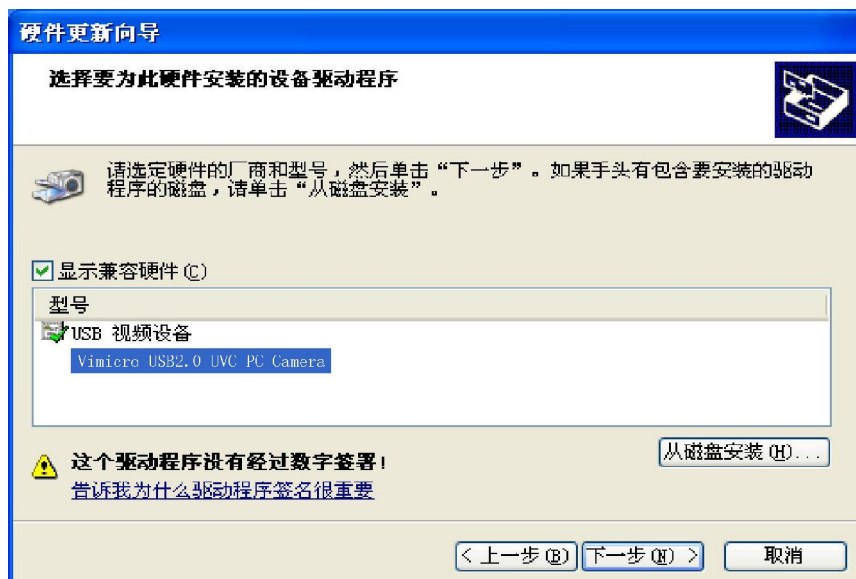 硬件更新向导
选择要为此硬件安装的设备驱动程序
请选定硬件的厂商和型号，然后单击“下一步”。如果手头有包含要安装的驱动
程序的磁盘，请单击“从磁盘安装”。
显示兼容硬件(C)
型号
USB 视频设备
Vimicro USB2.0 UVC PC Camera
这个驱动程序没有经过数字签署!
告诉我为什么驱动程序签名很重要
从磁盘安装(H)...
< 上一步(B)
下一步(N) >
取消